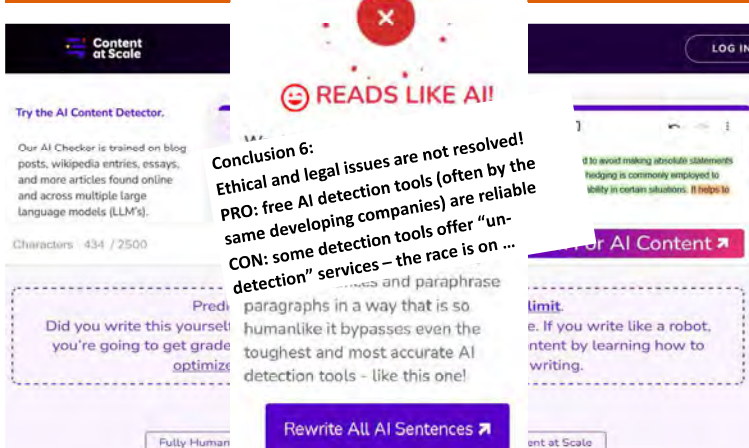 Content
at Scale
LOG IN
READS LIKE AI!
Try the AI Content Detector.
Our AI Checker is trained on blog
posts, wikipedia entries, essays,
and more articles found online
and across multiple large
language models (LLM's).
Characters 434 / 2500
Conclusion 6:
Ethical and legal issues are not resolved!
PRO: free AI detection tools (often by the
same developing companies) are reliable
CON: some detection tools offer "un-
detection" services – the race is on ...
to avoid making absolute statements
hedging is commonly employed to
in certain situations. It helps to
or AI Content
and paraphrase
paragraphs in a way that is so
humanlike it bypasses even the
toughest and most accurate AI
detection tools - like this one!
Rewrite All AI Sentences
limit.
Did you write this yourself
e. If you write like a robot,
you're going to get grade
ntent by learning how to
optimize
writing.
Fully Human
ent at Scale